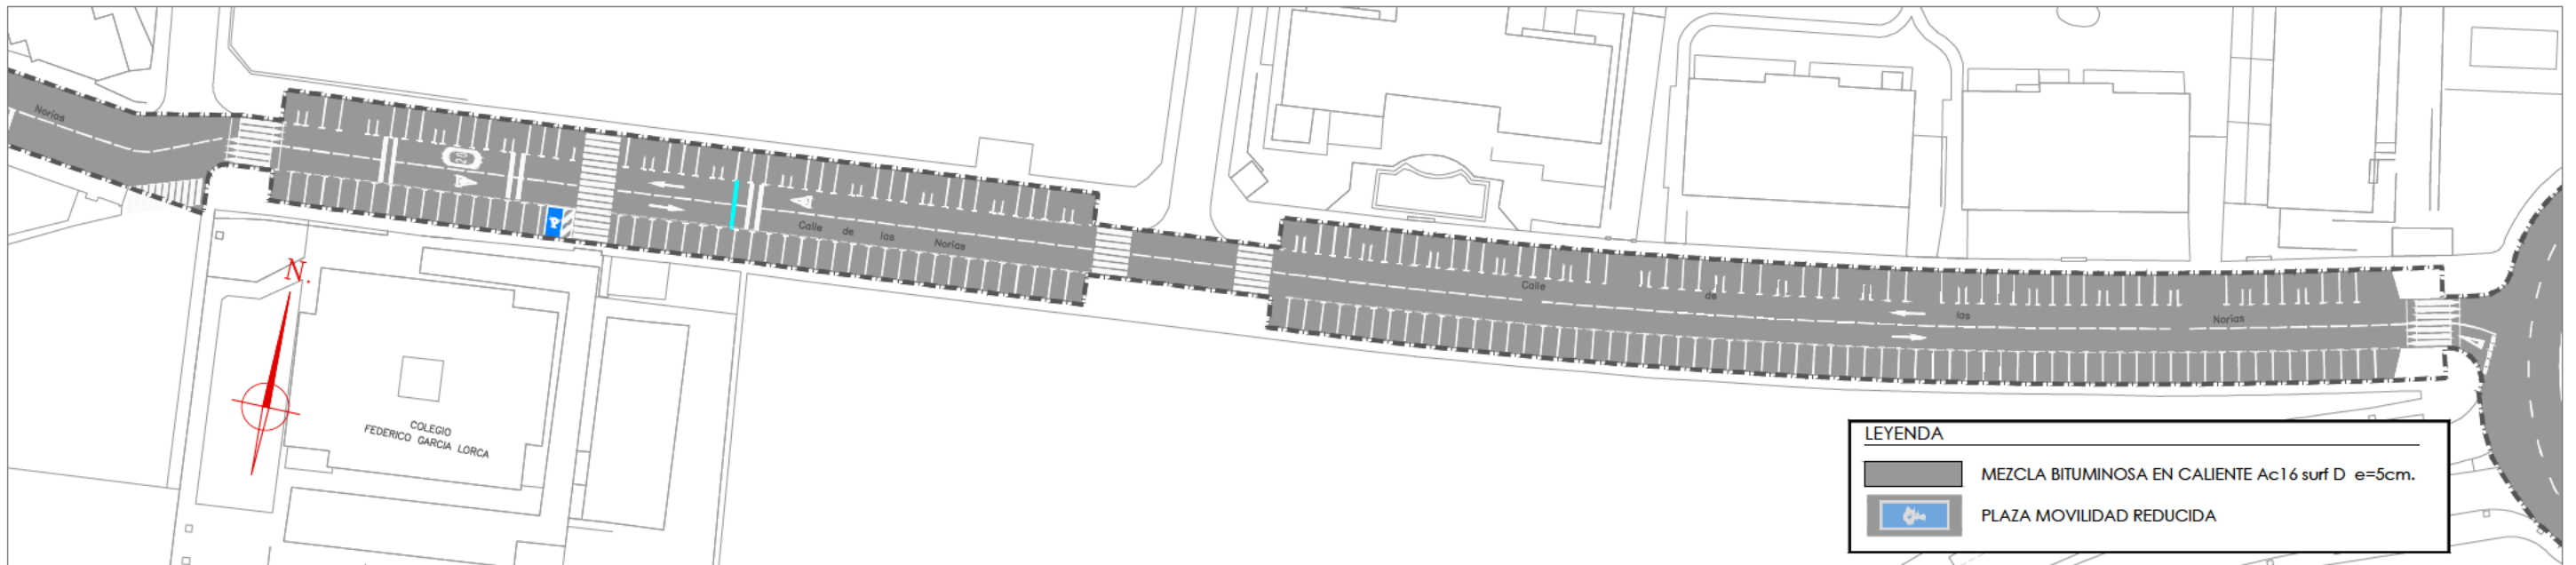 Norias
20
Calle de las Norias
Calle de las Norias
N.
COLEGIO
FEDERICO GARCIA LORCA
LEYENDA
MEZCLA BITUMINOSA EN CALIENTE Ac16 surf D e=5cm.
PLAZA MOVILIDAD REDUCIDA